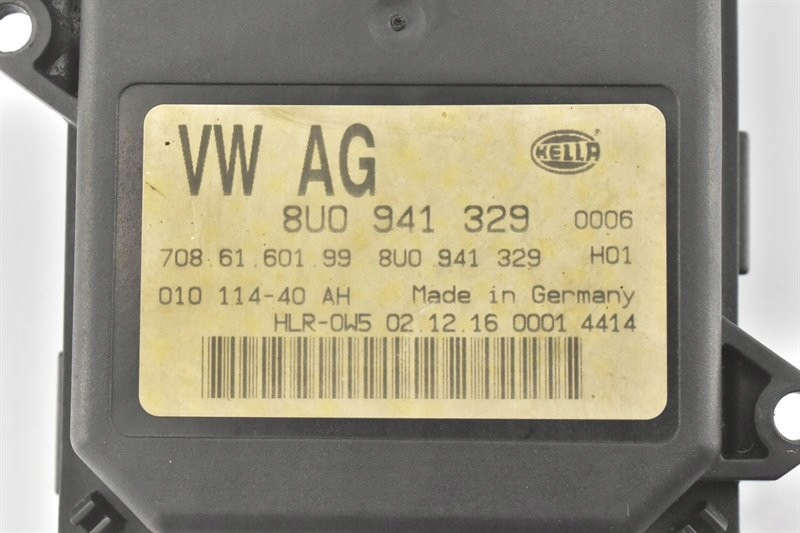 VW AG HELLA
8U0 941 329 0006
708.61.601.99 8U0 941 329 H01
010 114-40 AH Made in Germany
HLR-0W5 02.12.16 0001 4414